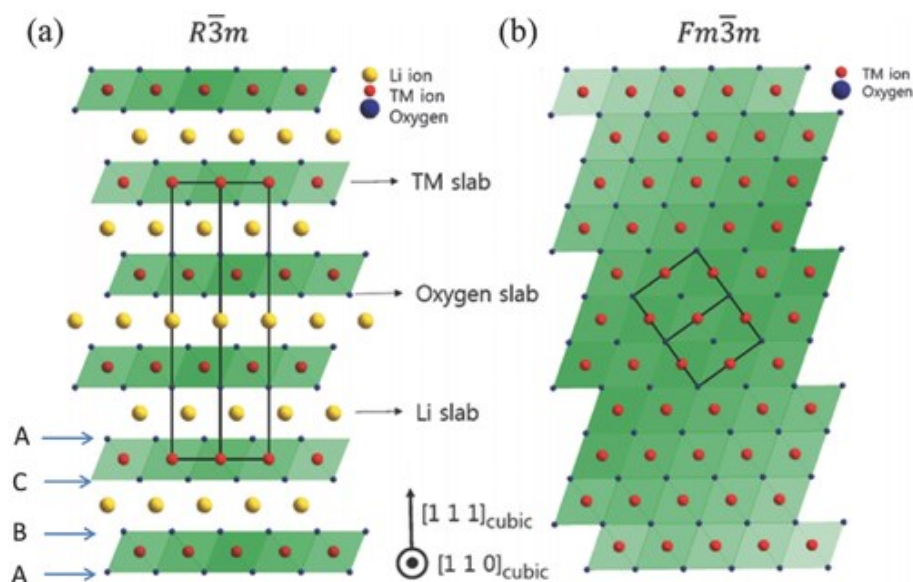 (a)
R3̅m
Li ion
TM ion
Oxygen
TM slab
Oxygen slab
Li slab
A
C
B
A
[1 1 1]cubic
[1 1 0]cubic
(b)
Fm3̅m
TM ion
Oxygen